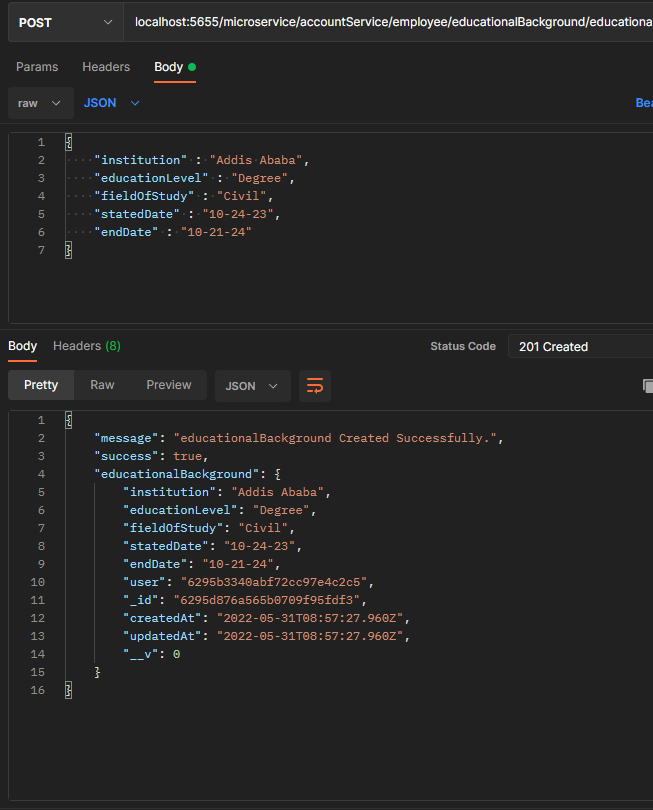 POST localhost:5655/microservice/accountService/employee/educationalBackground/educationa
Params Headers Body
raw JSON Bea
1 {
2 "institution" : "Addis Ababa",
3 "educationLevel" : "Degree",
4 "fieldOfStudy" : "Civil",
5 "statedDate" : "10-24-23",
6 "endDate" : "10-21-24"
7 }
Body Headers (8) Status Code 201 Created
Pretty Raw Preview JSON
1 {
2 "message": "educationalBackground Created Successfully.",
3 "success": true,
4 "educationalBackground": {
5 "institution": "Addis Ababa",
6 "educationLevel": "Degree",
7 "fieldOfStudy": "Civil",
8 "statedDate": "10-24-23",
9 "endDate": "10-21-24",
10 "user": "6295b3340abf72cc97e4c2c5",
11 "_id": "6295d876a565b0709f95fdf3",
12 "createdAt": "2022-05-31T08:57:27.960Z",
13 "updatedAt": "2022-05-31T08:57:27.960Z",
14 "__v": 0
15 }
16 }